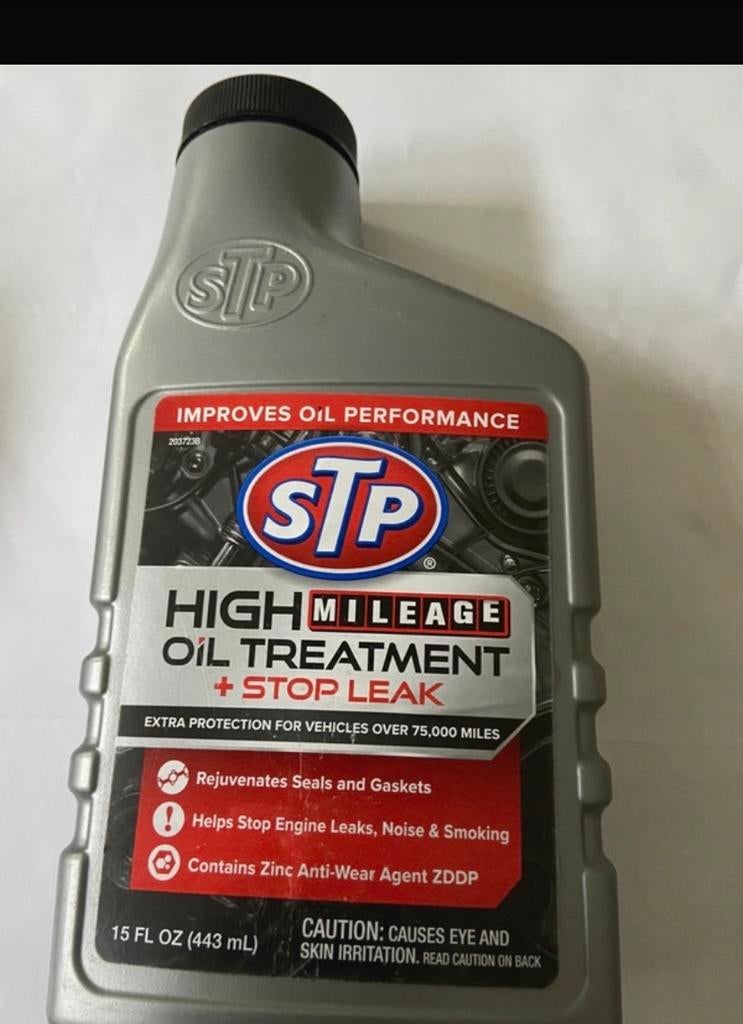 STP
IMPROVES OIL PERFORMANCE
203723B
STP
®
HIGH MILEAGE
OIL TREATMENT
+ STOP LEAK
EXTRA PROTECTION FOR VEHICLES OVER 75,000 MILES
Rejuvenates Seals and Gaskets
! Helps Stop Engine Leaks, Noise & Smoking
Contains Zinc Anti-Wear Agent ZDDP
15 FL OZ (443 mL)
CAUTION: CAUSES EYE AND
SKIN IRRITATION. READ CAUTION ON BACK